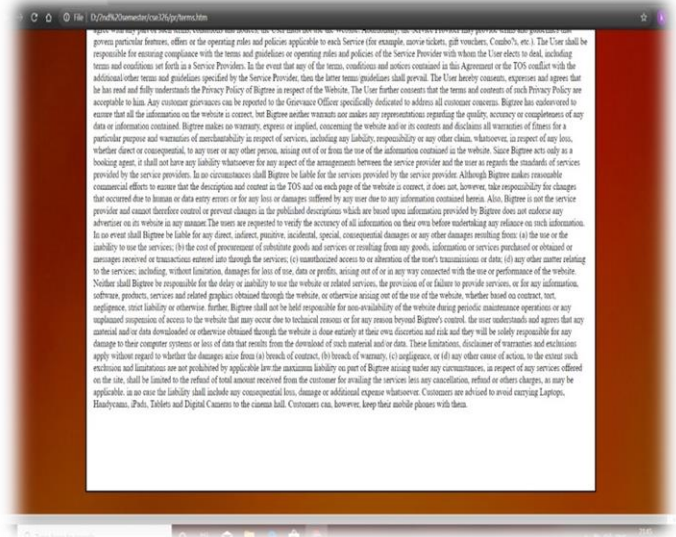 File | D:/2nd%20semester/cse326/pr/terms.htm
agree with any part of such terms, conditions and notices, the User must not use the Website. Additionally, the Service Provider may provide terms and guidelines that
govern particular features, offers or the operating rules and policies applicable to each Service (for example, movie tickets, gift vouchers, Combo?s, etc.). The User shall be
responsible for ensuring compliance with the terms and guidelines or operating rules and policies of the Service Provider with whom the User elects to deal, including
terms and conditions set forth in a Service Providers. In the event that any of the terms, conditions and notices contained in this Agreement or the TOS conflict with the
additional/other terms and guidelines specified by the Service Provider, then the latter terms/guidelines shall prevail. The User hereby consents, expresses and agrees that
he has read and fully understands the Privacy Policy of Bigtree in respect of the Website, The User further consents that the terms and contents of such Privacy Policy are
acceptable to him. Any customer grievances can be reported to the Grievance Officer specifically dedicated to address all customer concerns. Bigtree has endeavored to
ensure that all the information on the website is correct, but Bigtree neither warrants nor makes any representations regarding the quality, accuracy or completeness of any
data or information contained. Bigtree makes no warranty, express or implied, concerning the website and/or its contents and disclaims all warranties of fitness for a
particular purpose and warranties of merchantability in respect of services, including any liability, responsibility or any other claim, whatsoever, in respect of any loss,
whether direct or consequential, to any user or any other person, arising out of or from the use of the information contained in the website. Since Bigtree acts only as a
booking agent, it shall not have any liability whatsoever for any aspect of the arrangements between the service provider and the user as regards the standards of services
provided by the service providers. In no circumstances shall Bigtree be liable for the services provided by the service provider. Although Bigtree makes reasonable
commercial efforts to ensure that the description and content in the TOS and on each page of the website is correct, it does not, however, take responsibility for changes
that occurred due to human or data entry errors or for any loss or damages suffered by any user due to any information contained herein. Also, Bigtree is not the service
provider and cannot therefore control or prevent changes in the published descriptions which are based upon information provided by Bigtree does not endorse any
advertiser on its website in any manner.The users are requested to verify the accuracy of all information on their own before undertaking any reliance on such information.
In no event shall Bigtree be liable for any direct, indirect, punitive, incidental, special, consequential damages or any other damages resulting from: (a) the use or the
inability to use the services; (b) the cost of procurement of substitute goods and services or resulting from any goods, information or services purchased or obtained or
messages received or transactions entered into through the services; (c) unauthorized access to or alteration of the user's transmissions or data; (d) any other matter relating
to the services; including, without limitation, damages for loss of use, data or profits, arising out of or in any way connected with the use or performance of the website.
Neither shall Bigtree be responsible for the delay or inability to use the website or related services, the provision of or failure to provide services, or for any information,
software, products, services and related graphics obtained through the website, or otherwise arising out of the use of the website, whether based on contract, tort,
negligence, strict liability or otherwise. further, Bigtree shall not be held responsible for non-availability of the website during periodic maintenance operations or any
unplanned suspension of access to the website that may occur due to technical reasons or for any reason beyond Bigtree's control. the user understands and agrees that any
material and/or data downloaded or otherwise obtained through the website is done entirely at their own discretion and risk and they will be solely responsible for any
damage to their computer systems or loss of data that results from the download of such material and/or data. These limitations, disclaimer of warranties and exclusions
apply without regard to whether the damages arise from (a) breach of contract, (b) breach of warranty, (c) negligence, or (d) any other cause of action, to the extent such
exclusion and limitations are not prohibited by applicable law.the maximum liability on part of Bigtree arising under any circumstances, in respect of any services offered
on the site, shall be limited to the refund of total amount received from the customer for availing the services less any cancellation, refund or others charges, as may be
applicable. in no case the liability shall include any consequential loss, damage or additional expense whatsoever. Customers are advised to avoid carrying Laptops,
Handycams, iPads, Tablets and Digital Cameras to the cinema hall. Customers can, however, keep their mobile phones with them.